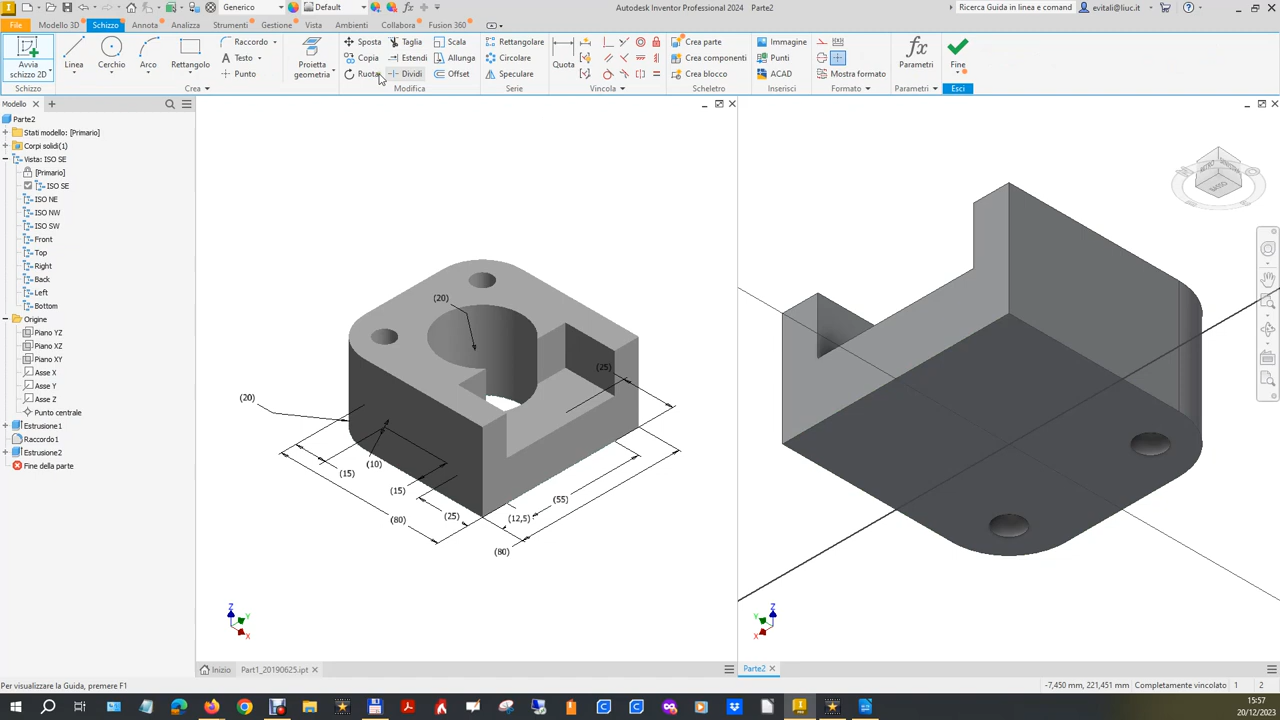 Generico
Default
Autodesk Inventor Professional 2024
Parte2
Ricerca Guida in linea e comand
evitali@liuc.it
File
Modello 3D
Schizzo
Annota
Analizza
Strumenti
Gestione
Vista
Ambienti
Collabora
Fusion 360
Avvia
schizzo 2D
Linea
Cerchio
Arco
Rettangolo
Raccordo
Testo
Punto
Proietta
geometria
Sposta
Copia
Ruota
Taglia
Estendi
Dividi
Scala
Allunga
Offset
Rettangolare
Circolare
Speculare
Quota
Crea parte
Crea componenti
Crea blocco
Immagine
Punti
ACAD
Mostra formato
fx
Parametri
Fine
Schizzo
Crea
Modifica
Serie
Vincola
Scheletro
Inserisci
Formato
Parametri
Esci
Modello
Parte2
Stati modello: [Primario]
Corpi solidi(1)
Vista: ISO SE
[Primario]
ISO SE
ISO NE
ISO NW
ISO SW
Front
Top
Right
Back
Left
Bottom
Origine
Piano YZ
Piano XZ
Piano XY
Asse X
Asse Y
Asse Z
Punto centrale
Estrusione1
Raccordo1
Estrusione2
Fine della parte
(20)
(25)
(20)
(10)
(15)
(15)
(80)
(25)
(12,5)
(55)
(80)
Z
Y
X
Z
Y
X
Inizio
Part1_20190625.ipt
Parte2
Per visualizzare la Guida, premere F1
-7,450 mm, 221,451 mm
Completamente vincolato
1
2
15:57
20/12/2023